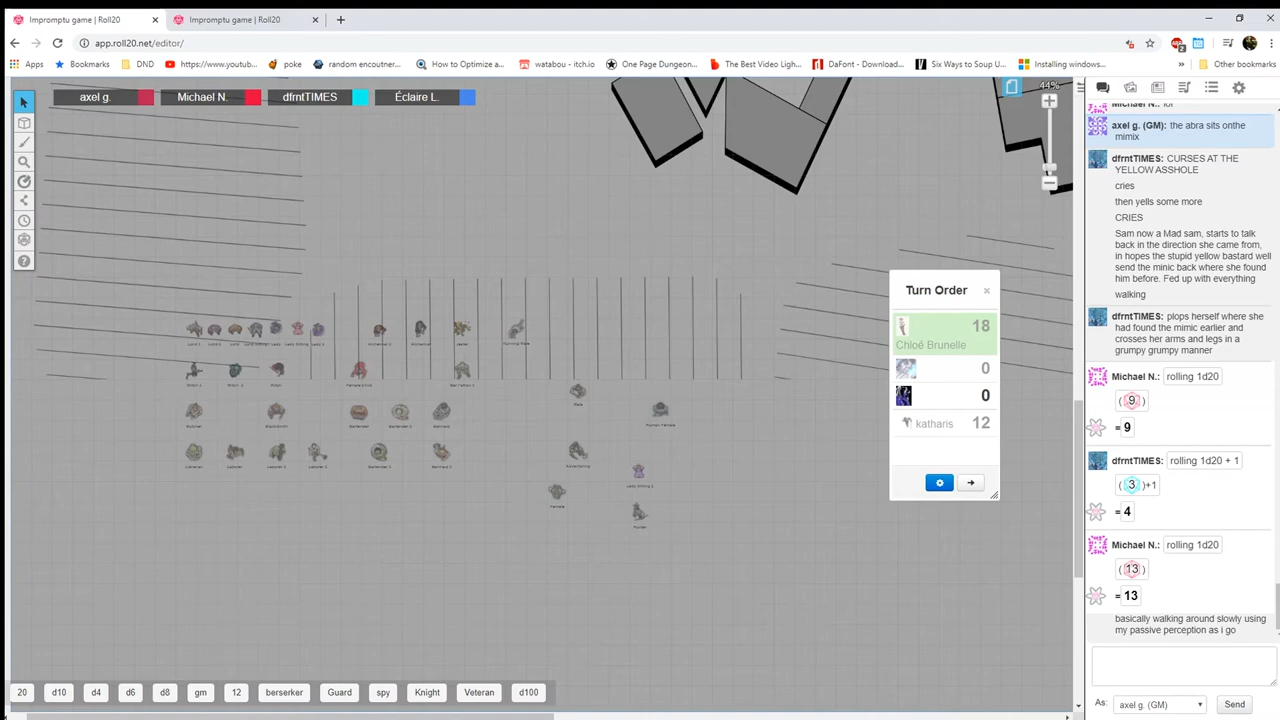 Impromptu game | Roll20
Impromptu game | Roll20
app.roll20.net/editor/
Apps Bookmarks DND https://www.youtub... poke random encoutner... How to Optimize a... watabou - itch.io One Page Dungeon... The Best Video Ligh... DaFont - Download... Six Ways to Soup U... Installing windows... » Other bookmarks
axel g. Michael N. dfrntTIMES Éclaire L.
44%
axel g. (GM): the abra sits onthe
mimix
dfrntTIMES: CURSES AT THE
YELLOW ASSHOLE
cries
then yells some more
CRIES
Sam now a Mad sam, starts to talk
back in the direction she came from,
in hopes the stupid yellow bastard well
send the minic back where she found
him before. Fed up with everything
walking
dfrntTIMES: plops herself where she
had found the mimic earlier and
crosses her arms and legs in a
grumpy grumpy manner
Michael N.: rolling 1d20
(9)
= 9
dfrntTIMES: rolling 1d20 + 1
(3)+1
= 4
Michael N.: rolling 1d20
(13)
= 13
basically walking around slowly using
my passive perception as i go
Turn Order ×
18
Chloé Brunelle
0
0
katharis 12
20 d10 d4 d6 d8 gm 12 berserker Guard spy Knight Veteran d100
As: axel g. (GM) Send